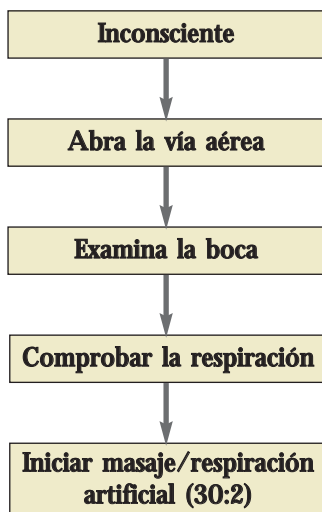 Inconsciente
Abra la vía aérea
Examina la boca
Comprobar la respiración
Iniciar masaje/respiración
artificial (30:2)